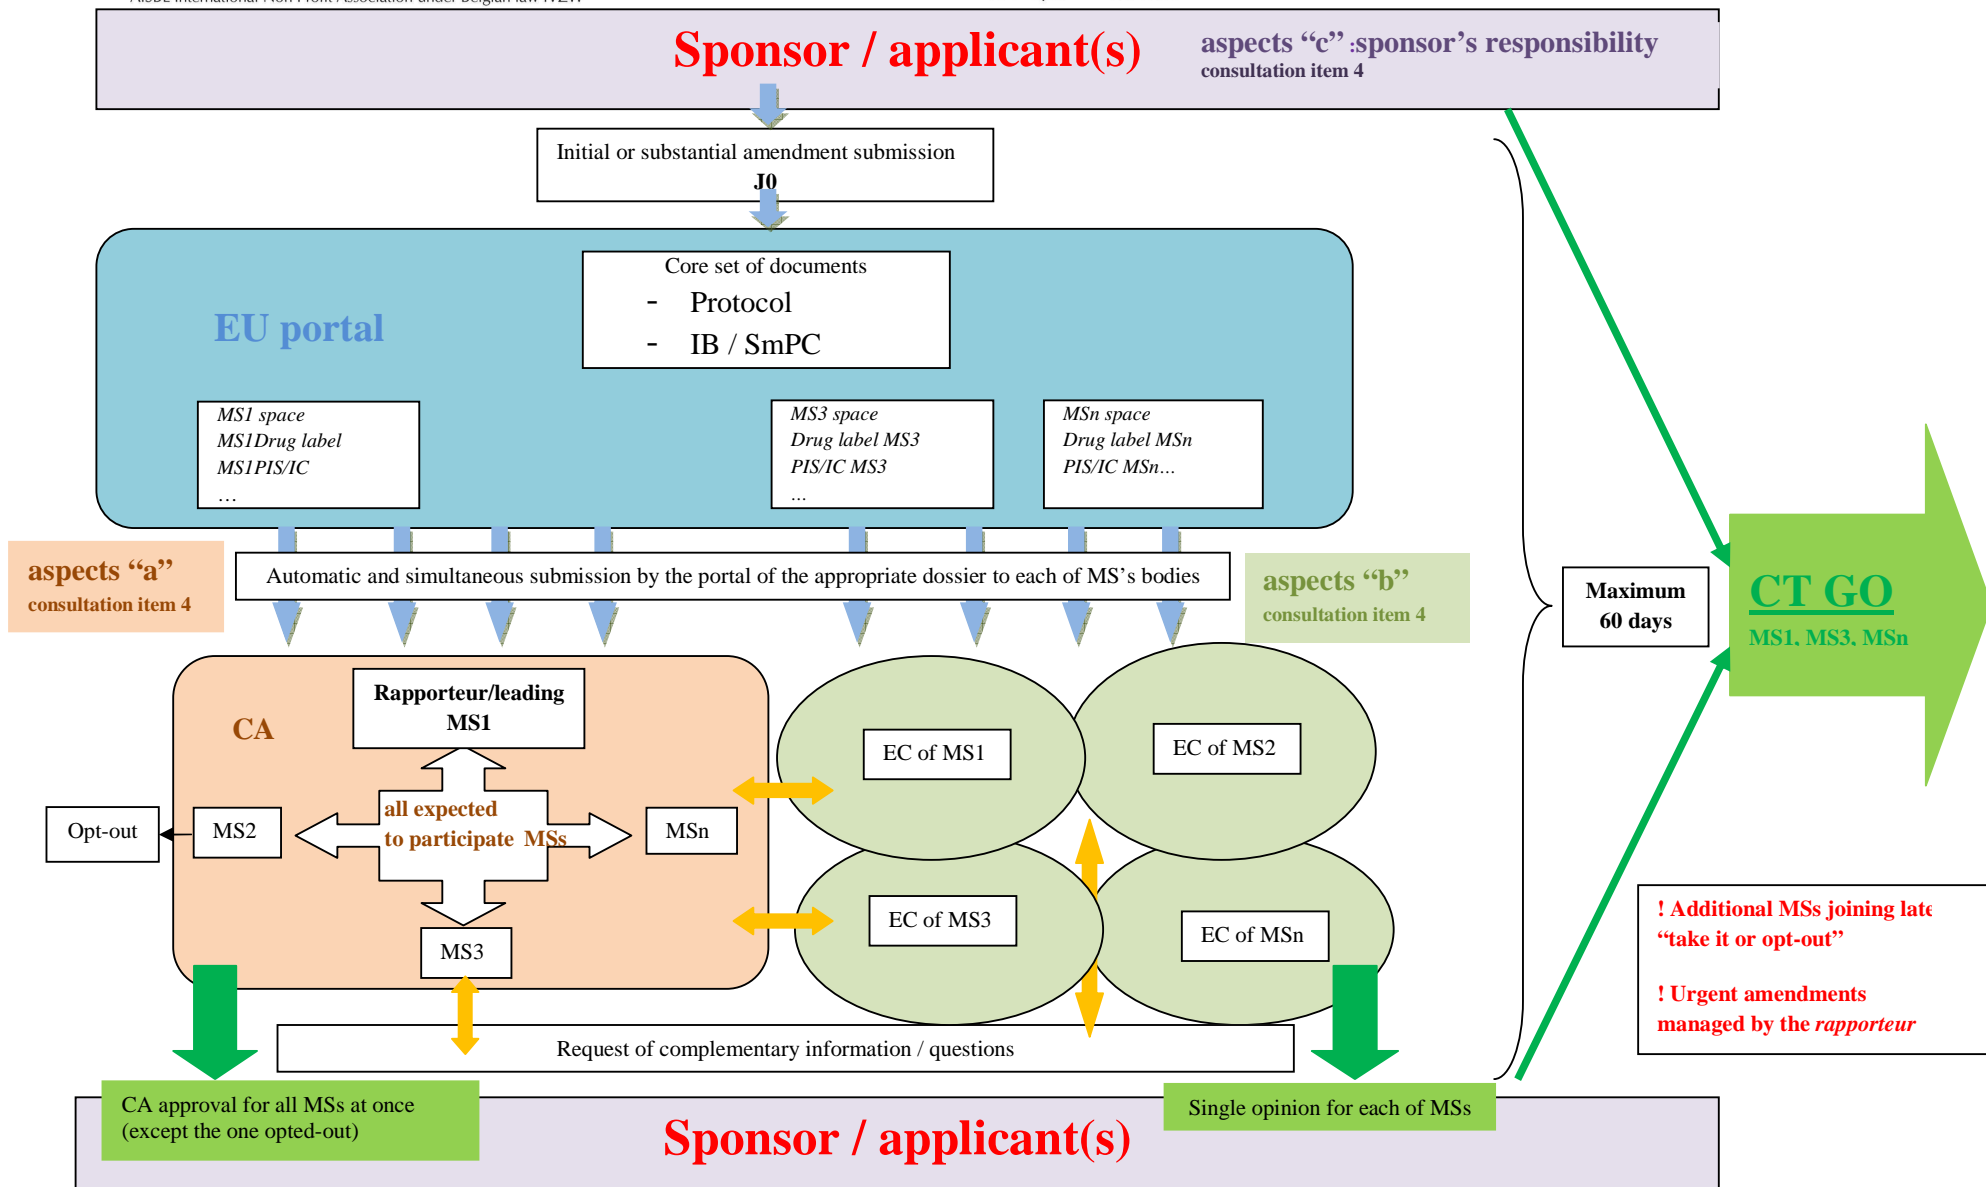 Sponsor / applicant(s)
aspects “c” :sponsor’s responsibility
consultation item 4
Initial or substantial amendment submission
J0
EU portal
Core set of documents
- Protocol
- IB / SmPC
MS1 space
MS1Drug label
MS1PIS/IC
…
MS3 space
Drug label MS3
PIS/IC MS3
...
MSn space
Drug label MSn
PIS/IC MSn…
aspects “a”
consultation item 4
Automatic and simultaneous submission by the portal of the appropriate dossier to each of MS’s bodies
aspects “b”
consultation item 4
Maximum
60 days
CT GO
MS1, MS3, MSn
CA
Rapporteur/leading
MS1
Opt-out
MS2
all expected
to participate MSs
MSn
MS3
EC of MS1
EC of MS2
EC of MS3
EC of MSn
! Additional MSs joining late
“take it or opt-out”
! Urgent amendments
managed by the rapporteur
Request of complementary information / questions
CA approval for all MSs at once
(except the one opted-out)
Single opinion for each of MSs
Sponsor / applicant(s)